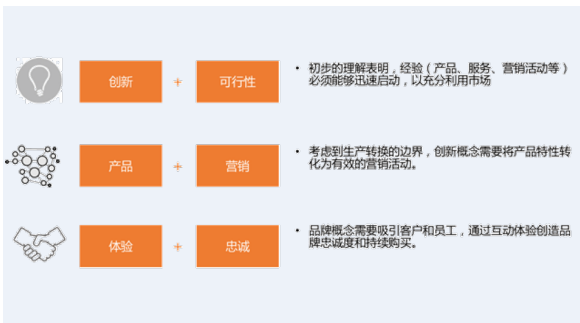 创新 + 可行性
• 初步的理解表明，经验（产品、服务、营销活动等）
必须能够迅速启动，以充分利用市场
产品 + 营销
• 考虑到生产转换的边界，创新概念需要将产品特性转
化为有效的营销活动。
体验 + 忠诚
• 品牌概念需要吸引客户和员工，通过互动体验创造品
牌忠诚度和持续购买。